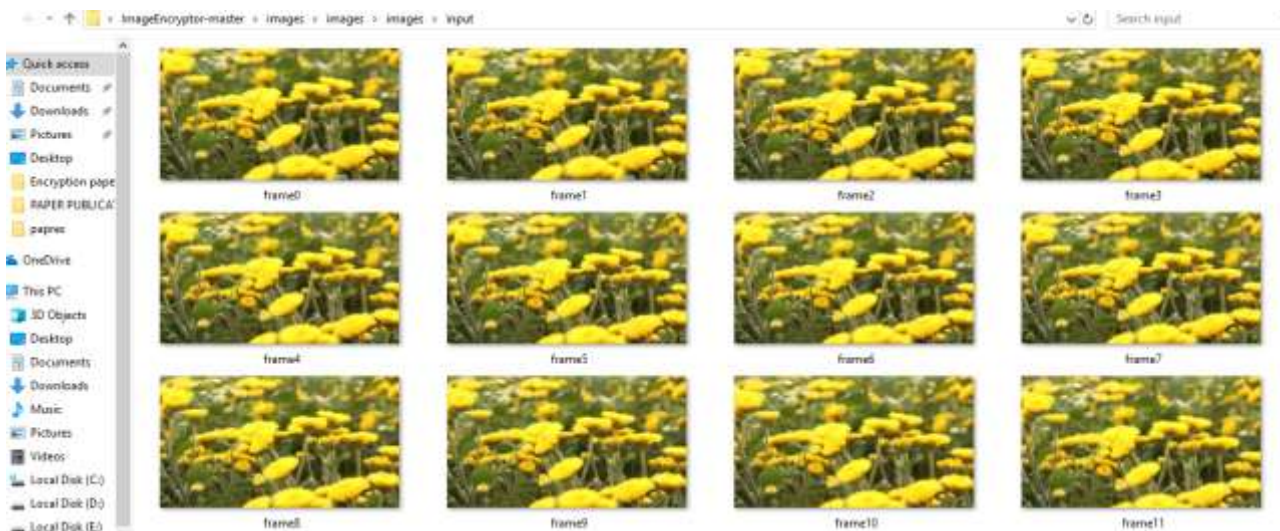 ImageEncryptor-master › images › images › images › input
Search input
Quick access
Documents
Downloads
Pictures
Desktop
Encryption pape
PAPER PUBLICAT
papres
OneDrive
This PC
3D Objects
Desktop
Documents
Downloads
Music
Pictures
Videos
Local Disk (C:)
Local Disk (D:)
Local Disk (E:)
frame0
frame1
frame2
frame3
frame4
frame5
frame6
frame7
frame8
frame9
frame10
frame11